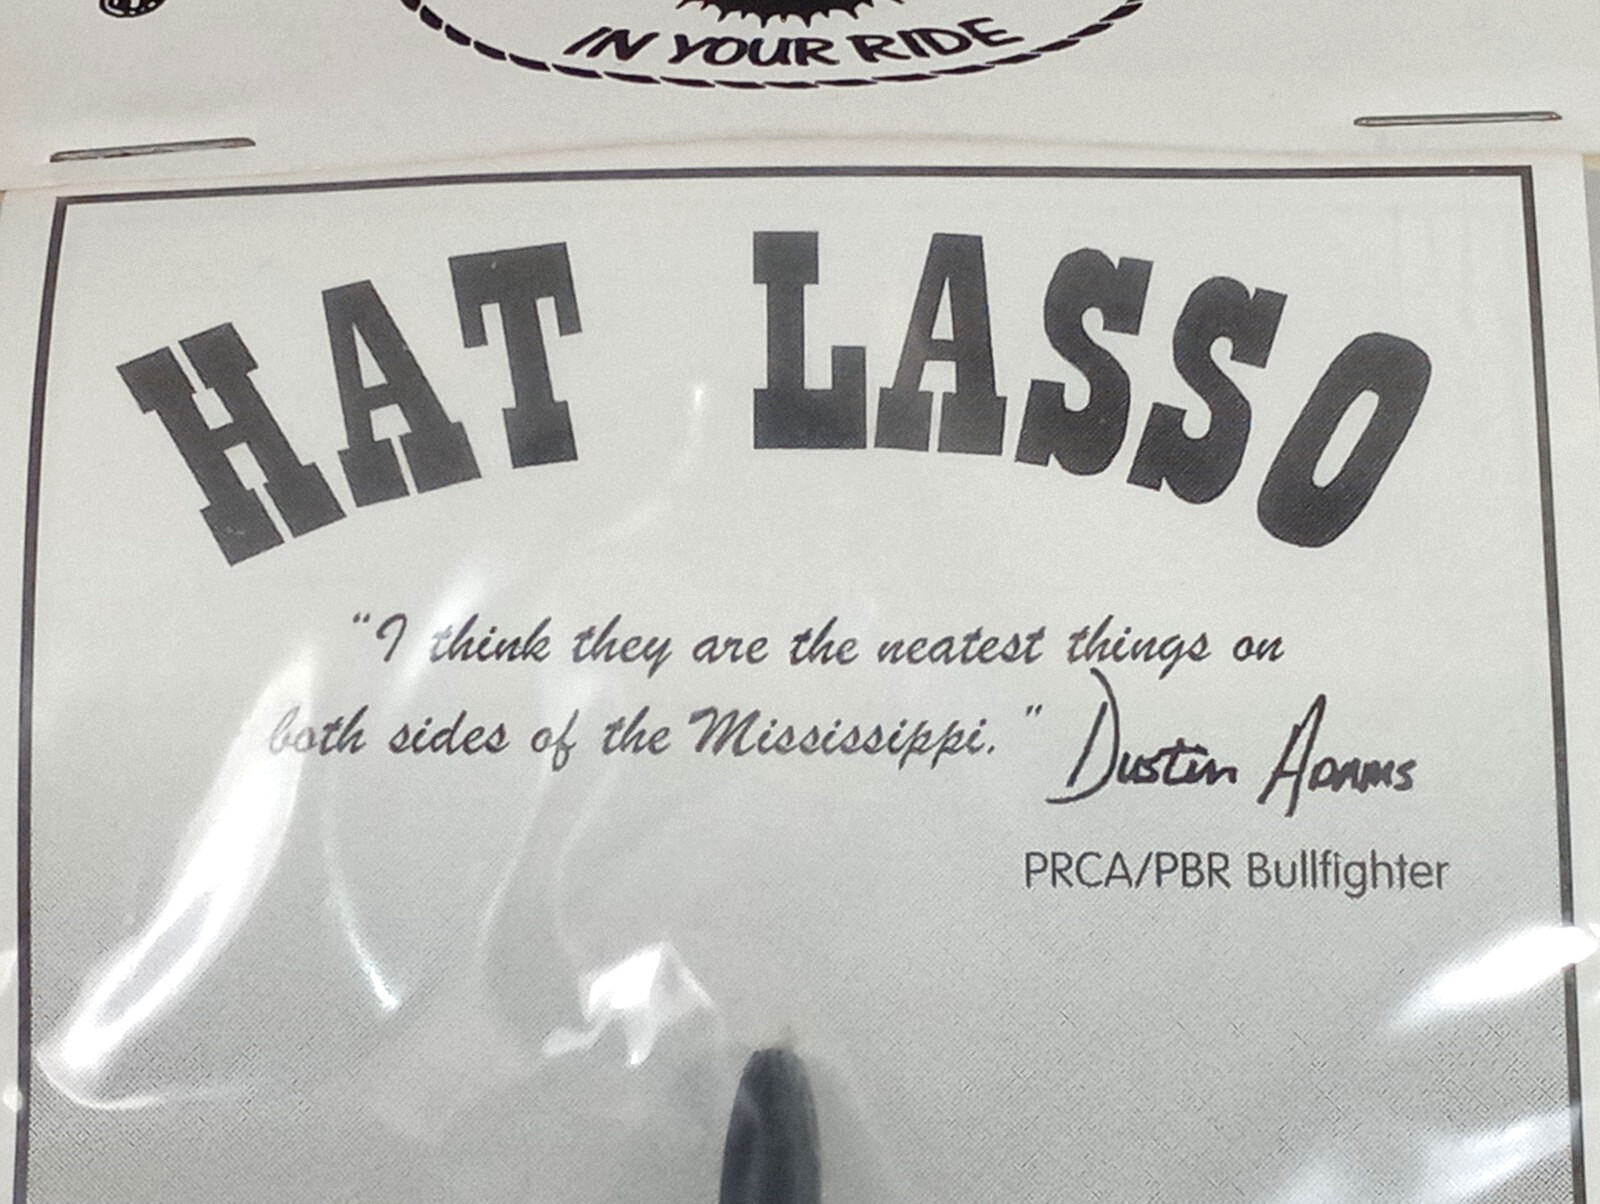 IN YOUR RIDE
HAT LASSO
"I think they are the neatest things on
both sides of the Mississippi."
Dustin Adams
PRCA/PBR Bullfighter